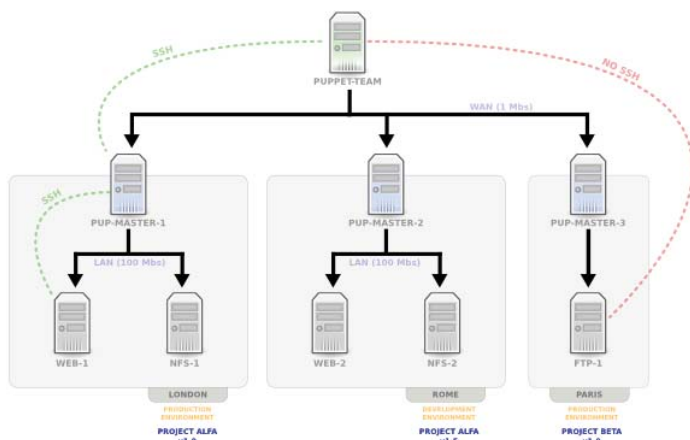 SSH
NO SSH
PUPPET-TEAM
WAN (1 Mbs)
SSH
PUP-MASTER-1
PUP-MASTER-2
PUP-MASTER-3
LAN (100 Mbs)
LAN (100 Mbs)
WEB-1
NFS-1
WEB-2
NFS-2
FTP-1
LONDON
ROME
PARIS
PRODUCTION
ENVIRONMENT
DEVELOPMENT
ENVIRONMENT
PRODUCTION
ENVIRONMENT
PROJECT ALFA
PROJECT ALFA
PROJECT BETA